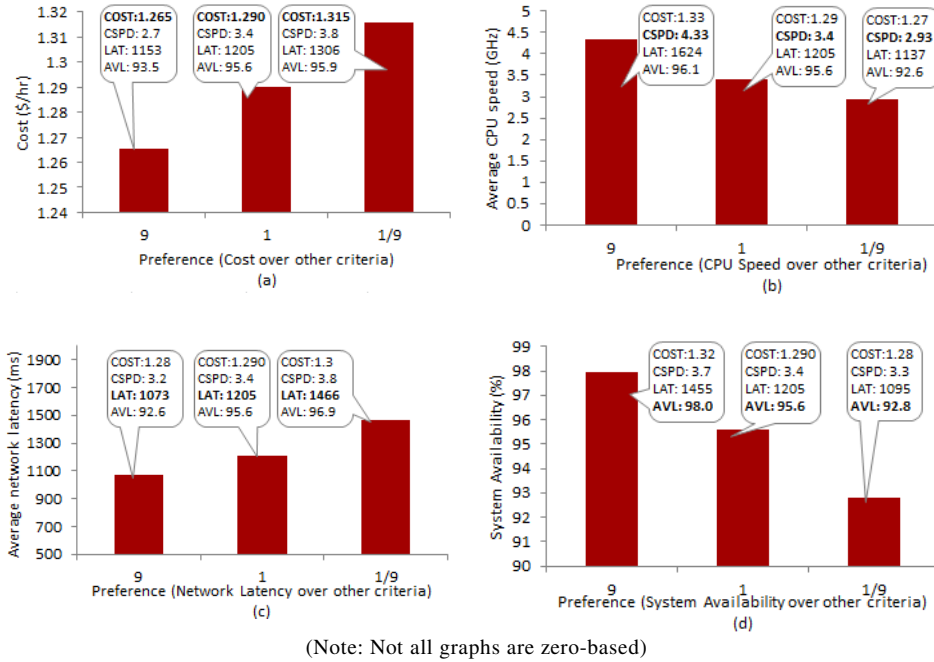 1.32
1.31
1.3
1.29
1.28
1.27
1.26
1.25
1.24
Cost ($/hr)
COST:1.265
CSPD: 2.7
LAT: 1153
AVL: 93.5
COST:1.290
CSPD: 3.4
LAT: 1205
AVL: 95.6
COST:1.315
CSPD: 3.8
LAT: 1306
AVL: 95.9
9
1
1/9
Preference (Cost over other criteria)
(a)
5
4.5
4
3.5
3
2.5
2
1.5
1
0.5
0
Average CPU speed (GHz)
COST:1.33
CSPD: 4.33
LAT: 1624
AVL: 96.1
COST:1.29
CSPD: 3.4
LAT: 1205
AVL: 95.6
COST:1.27
CSPD: 2.93
LAT: 1137
AVL: 92.6
9
1
1/9
Preference (CPU Speed over other criteria)
(b)
1900
1700
1500
1300
1100
900
700
500
Average network latency (ms)
COST:1.28
CSPD: 3.2
LAT: 1073
AVL: 92.6
COST:1.290
CSPD: 3.4
LAT: 1205
AVL: 95.6
COST:1.3
CSPD: 3.8
LAT: 1466
AVL: 96.9
9
1
1/9
Preference (Network Latency over other criteria)
(c)
99
98
97
96
95
94
93
92
91
90
System Availability (%)
COST:1.32
CSPD: 3.7
LAT: 1455
AVL: 98.0
COST:1.290
CSPD: 3.4
LAT: 1205
AVL: 95.6
COST:1.28
CSPD: 3.3
LAT: 1095
AVL: 92.8
9
1
1/9
Preference (System Availability over other criteria)
(d)
(Note: Not all graphs are zero-based)